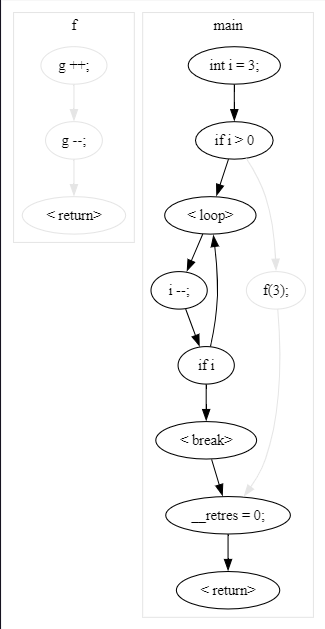 f
g ++;
g --;
< return>
main
int i = 3;
if i > 0
< loop>
i --;
f(3);
if i
< break>
__retres = 0;
< return>